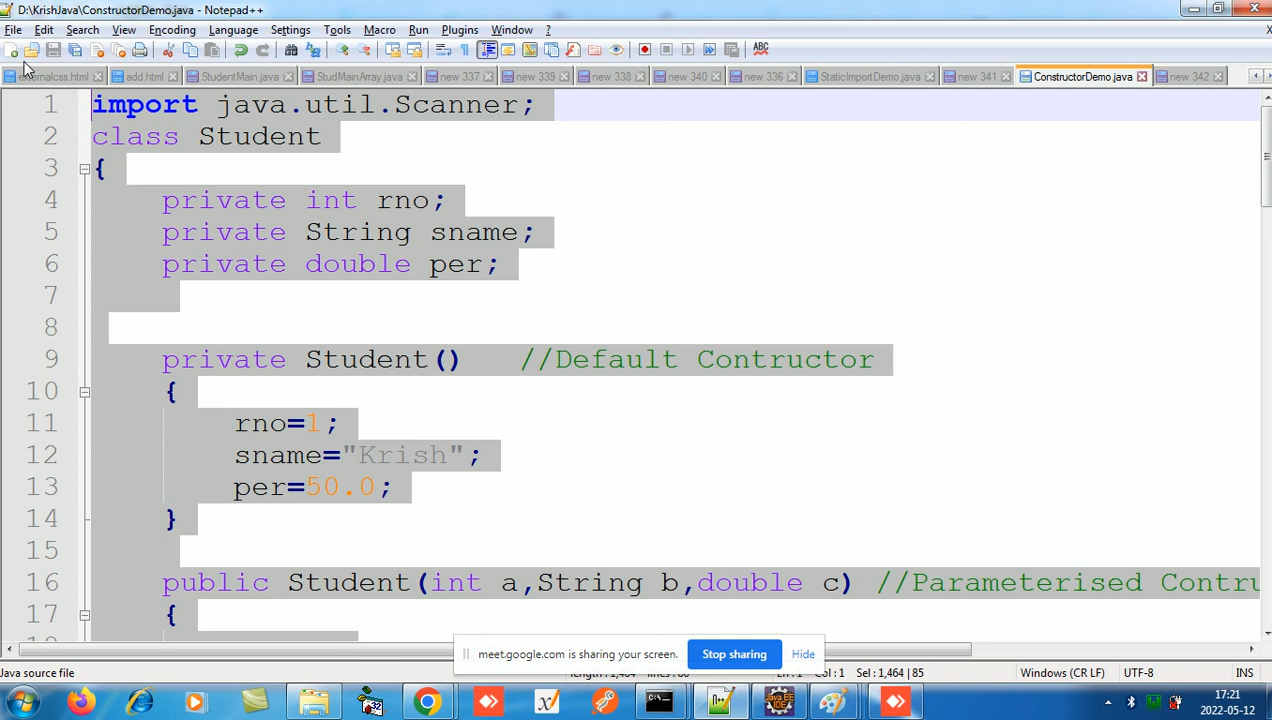 D:\KrishJava\ConstructorDemo.java - Notepad++
File Edit Search View Encoding Language Settings Tools Macro Run Plugins Window ? X
add.html StudentMain.java StudMainArray.java new 337 new 339 new 338 new 340 new 336 StaticImportDemo.java new 341 ConstructorDemo.java new 342
1 import java.util.Scanner;
2 class Student
3 {
4 private int rno;
5 private String sname;
6 private double per;
7
8
9 private Student() //Default Contructor
10 {
11 rno=1;
12 sname="Krish";
13 per=50.0;
14 }
15
16 public Student(int a,String b,double c) //Parameterised Contru
17 {
meet.google.com is sharing your screen. Stop sharing Hide
Java source file Col : 1 Sel : 1,464 | 85 Windows (CR LF) UTF-8 INS
17:21
2022-05-12